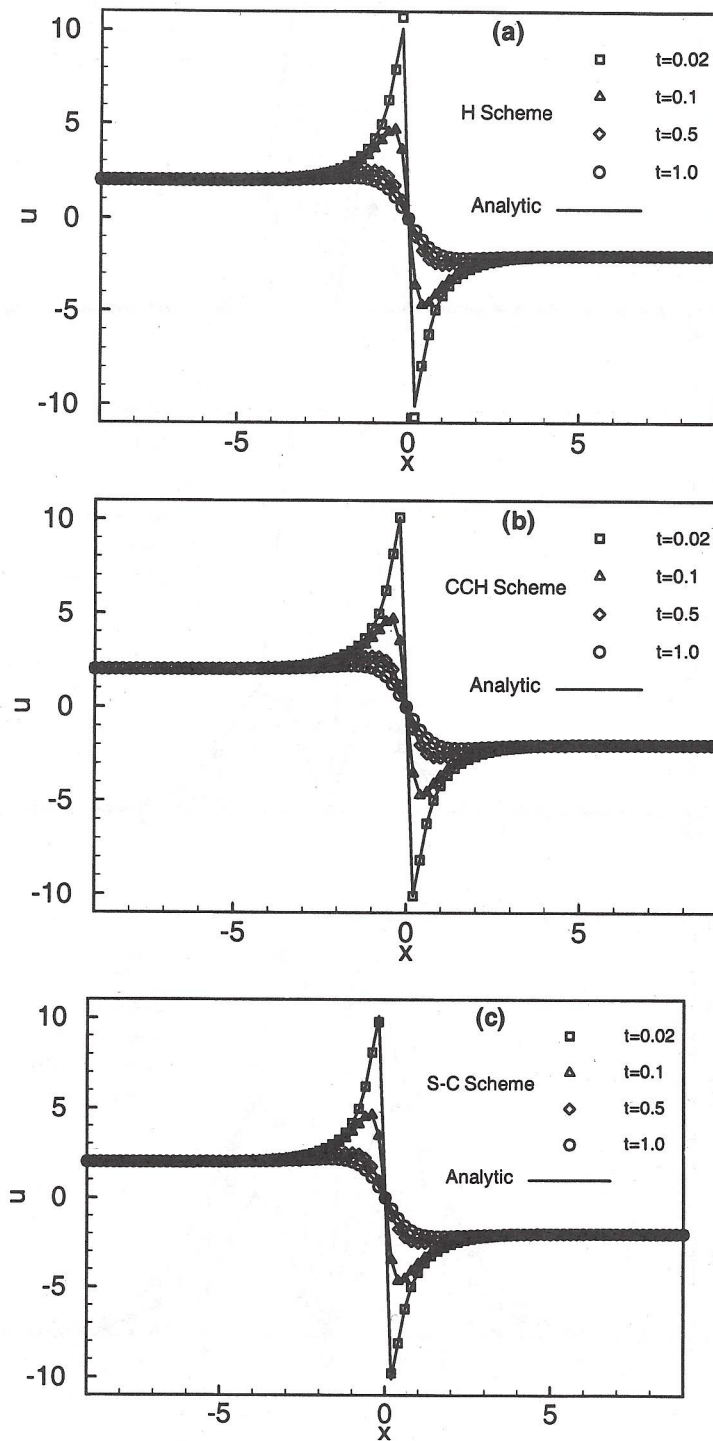 (a)
10
5
0
-5
-10
u
H Scheme
t=0.02
t=0.1
t=0.5
t=1.0
Analytic
-5
0
5
x
(b)
10
5
0
-5
-10
u
CCH Scheme
t=0.02
t=0.1
t=0.5
t=1.0
Analytic
-5
0
5
x
(c)
10
5
0
-5
-10
u
S-C Scheme
t=0.02
t=0.1
t=0.5
t=1.0
Analytic
-5
0
5
x